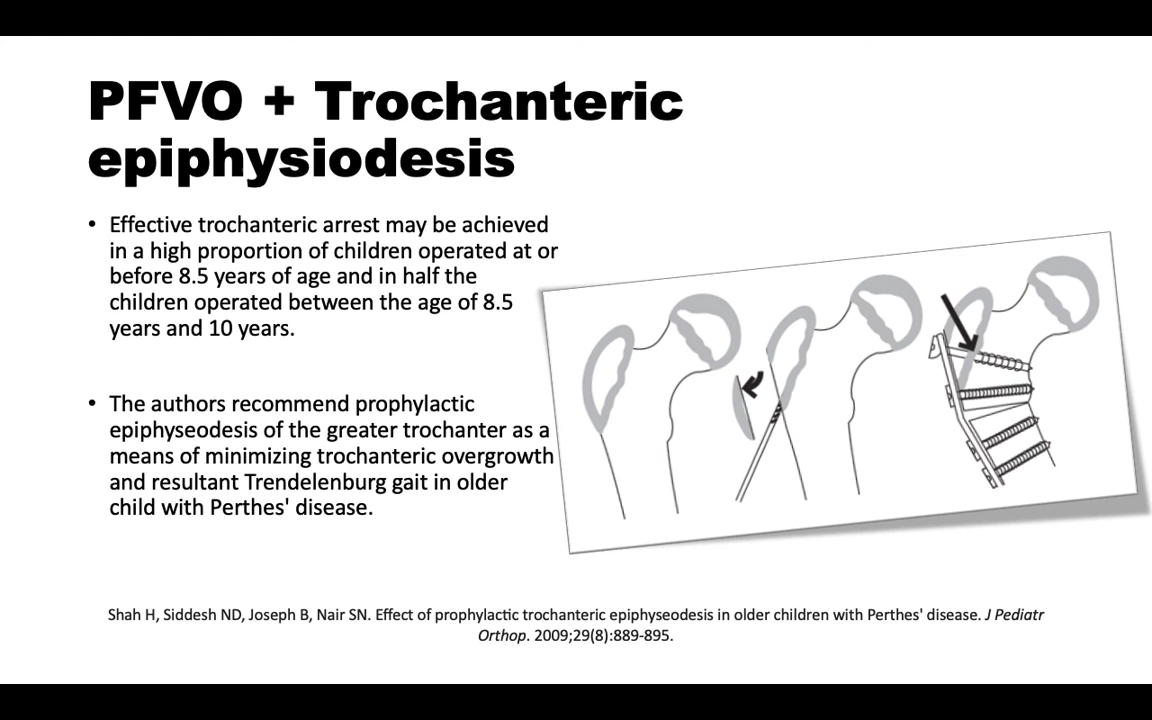 PFVO + Trochanteric
epiphysiodesis
• Effective trochanteric arrest may be achieved
in a high proportion of children operated at or
before 8.5 years of age and in half the
children operated between the age of 8.5
years and 10 years.
• The authors recommend prophylactic
epiphyseodesis of the greater trochanter as a
means of minimizing trochanteric overgrowth
and resultant Trendelenburg gait in older
child with Perthes' disease.
Shah H, Siddesh ND, Joseph B, Nair SN. Effect of prophylactic trochanteric epiphyseodesis in older children with Perthes' disease. J Pediatr
Orthop. 2009;29(8):889-895.